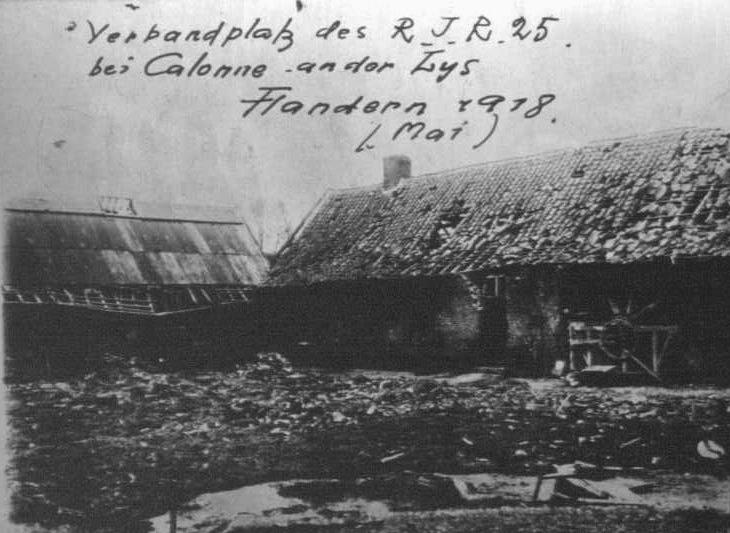 Verbandplatz des R.J.R. 25.
bei Calonne an der Lys
Flandern 1918.
(Mai)